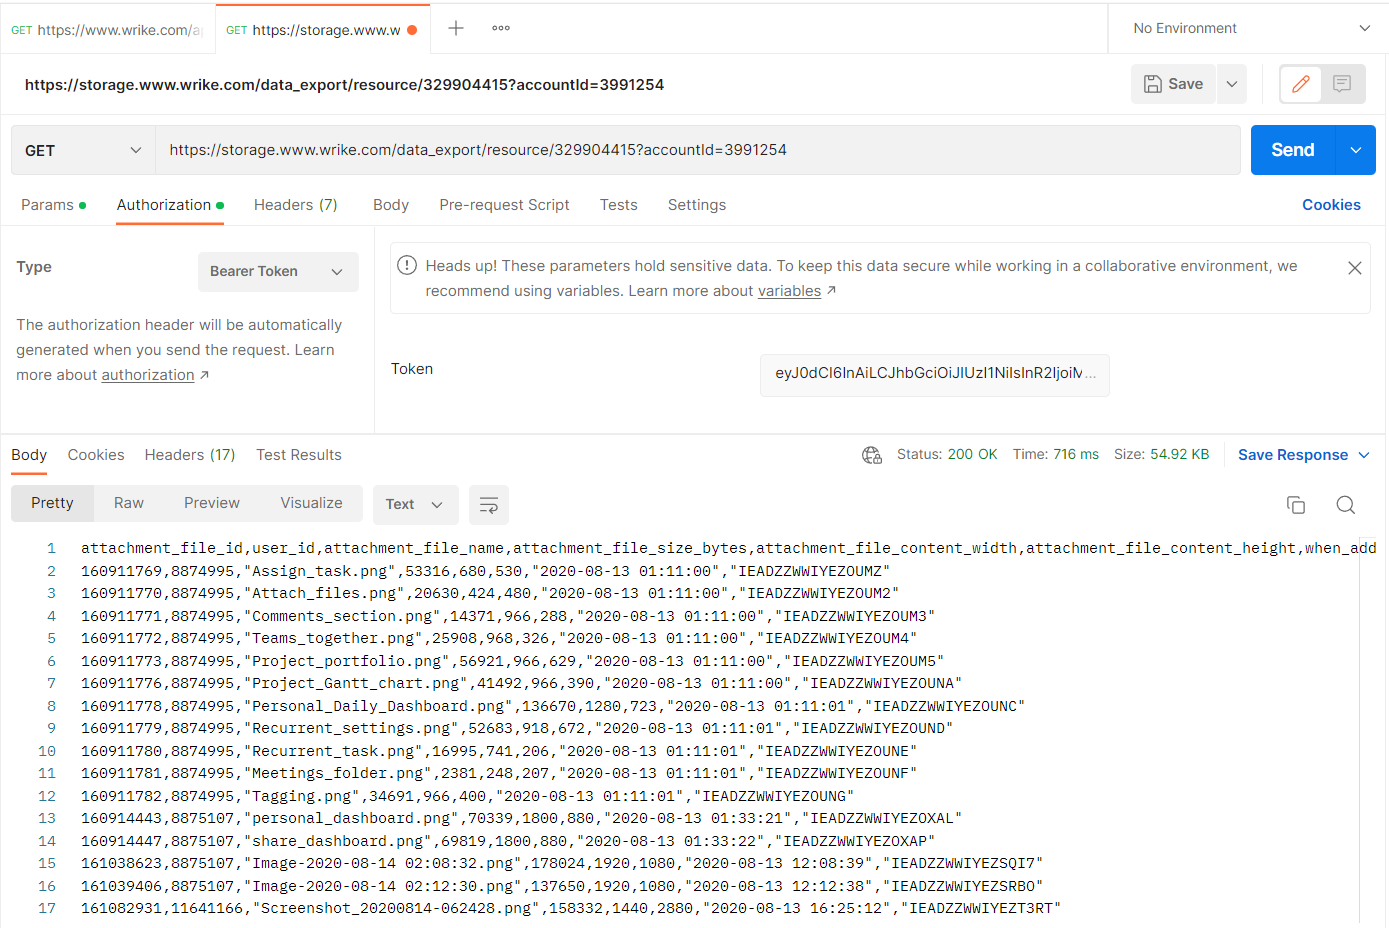 GET https://www.wrike.com/a
GET https://storage.www.w
No Environment
https://storage.www.wrike.com/data_export/resource/329904415?accountId=3991254
Save
GET
https://storage.www.wrike.com/data_export/resource/329904415?accountId=3991254
Send
Params
Authorization
Headers (7)
Body
Pre-request Script
Tests
Settings
Cookies
Type
Bearer Token
The authorization header will be automatically
generated when you send the request. Learn
more about authorization ↗
Heads up! These parameters hold sensitive data. To keep this data secure while working in a collaborative environment, we
recommend using variables. Learn more about variables ↗
Token
Body
Cookies
Headers (17)
Test Results
Status: 200 OK
Time: 716 ms
Size: 54.92 KB
Save Response
Pretty
Raw
Preview
Visualize
Text
1 attachment_file_id,user_id,attachment_file_name,attachment_file_size_bytes,attachment_file_content_width,attachment_file_content_height,when_add
2 160911769,8874995,"Assign_task.png",53316,680,530,"2020-08-13 01:11:00","IEADZZWWIYEZOUMZ"
3 160911770,8874995,"Attach_files.png",20630,424,480,"2020-08-13 01:11:00","IEADZZWWIYEZOUM2"
4 160911771,8874995,"Comments_section.png",14371,966,288,"2020-08-13 01:11:00","IEADZZWWIYEZOUM3"
5 160911772,8874995,"Teams_together.png",25908,968,326,"2020-08-13 01:11:00","IEADZZWWIYEZOUM4"
6 160911773,8874995,"Project_portfolio.png",56921,966,629,"2020-08-13 01:11:00","IEADZZWWIYEZOUM5"
7 160911776,8874995,"Project_Gantt_chart.png",41492,966,390,"2020-08-13 01:11:00","IEADZZWWIYEZOUNA"
8 160911778,8874995,"Personal_Daily_Dashboard.png",136670,1280,723,"2020-08-13 01:11:01","IEADZZWWIYEZOUNC"
9 160911779,8874995,"Recurrent_settings.png",52683,918,672,"2020-08-13 01:11:01","IEADZZWWIYEZOUND"
10 160911780,8874995,"Recurrent_task.png",16995,741,206,"2020-08-13 01:11:01","IEADZZWWIYEZOUNE"
11 160911781,8874995,"Meetings_folder.png",2381,248,207,"2020-08-13 01:11:01","IEADZZWWIYEZOUNF"
12 160911782,8874995,"Tagging.png",34691,966,400,"2020-08-13 01:11:01","IEADZZWWIYEZOUNG"
13 160914443,8875107,"personal_dashboard.png",70339,1800,880,"2020-08-13 01:33:21","IEADZZWWIYEZOXAL"
14 160914447,8875107,"share_dashboard.png",69819,1800,880,"2020-08-13 01:33:22","IEADZZWWIYEZOXAP"
15 161038623,8875107,"Image-2020-08-14 02:08:32.png",178024,1920,1080,"2020-08-13 12:08:39","IEADZZWWIYEZSQI7"
16 161039406,8875107,"Image-2020-08-14 02:12:30.png",137650,1920,1080,"2020-08-13 12:12:38","IEADZZWWIYEZSRBO"
17 161082931,11641166,"Screenshot_20200814-062428.png",158332,1440,2880,"2020-08-13 16:25:12","IEADZZWWIYEZT3RT"